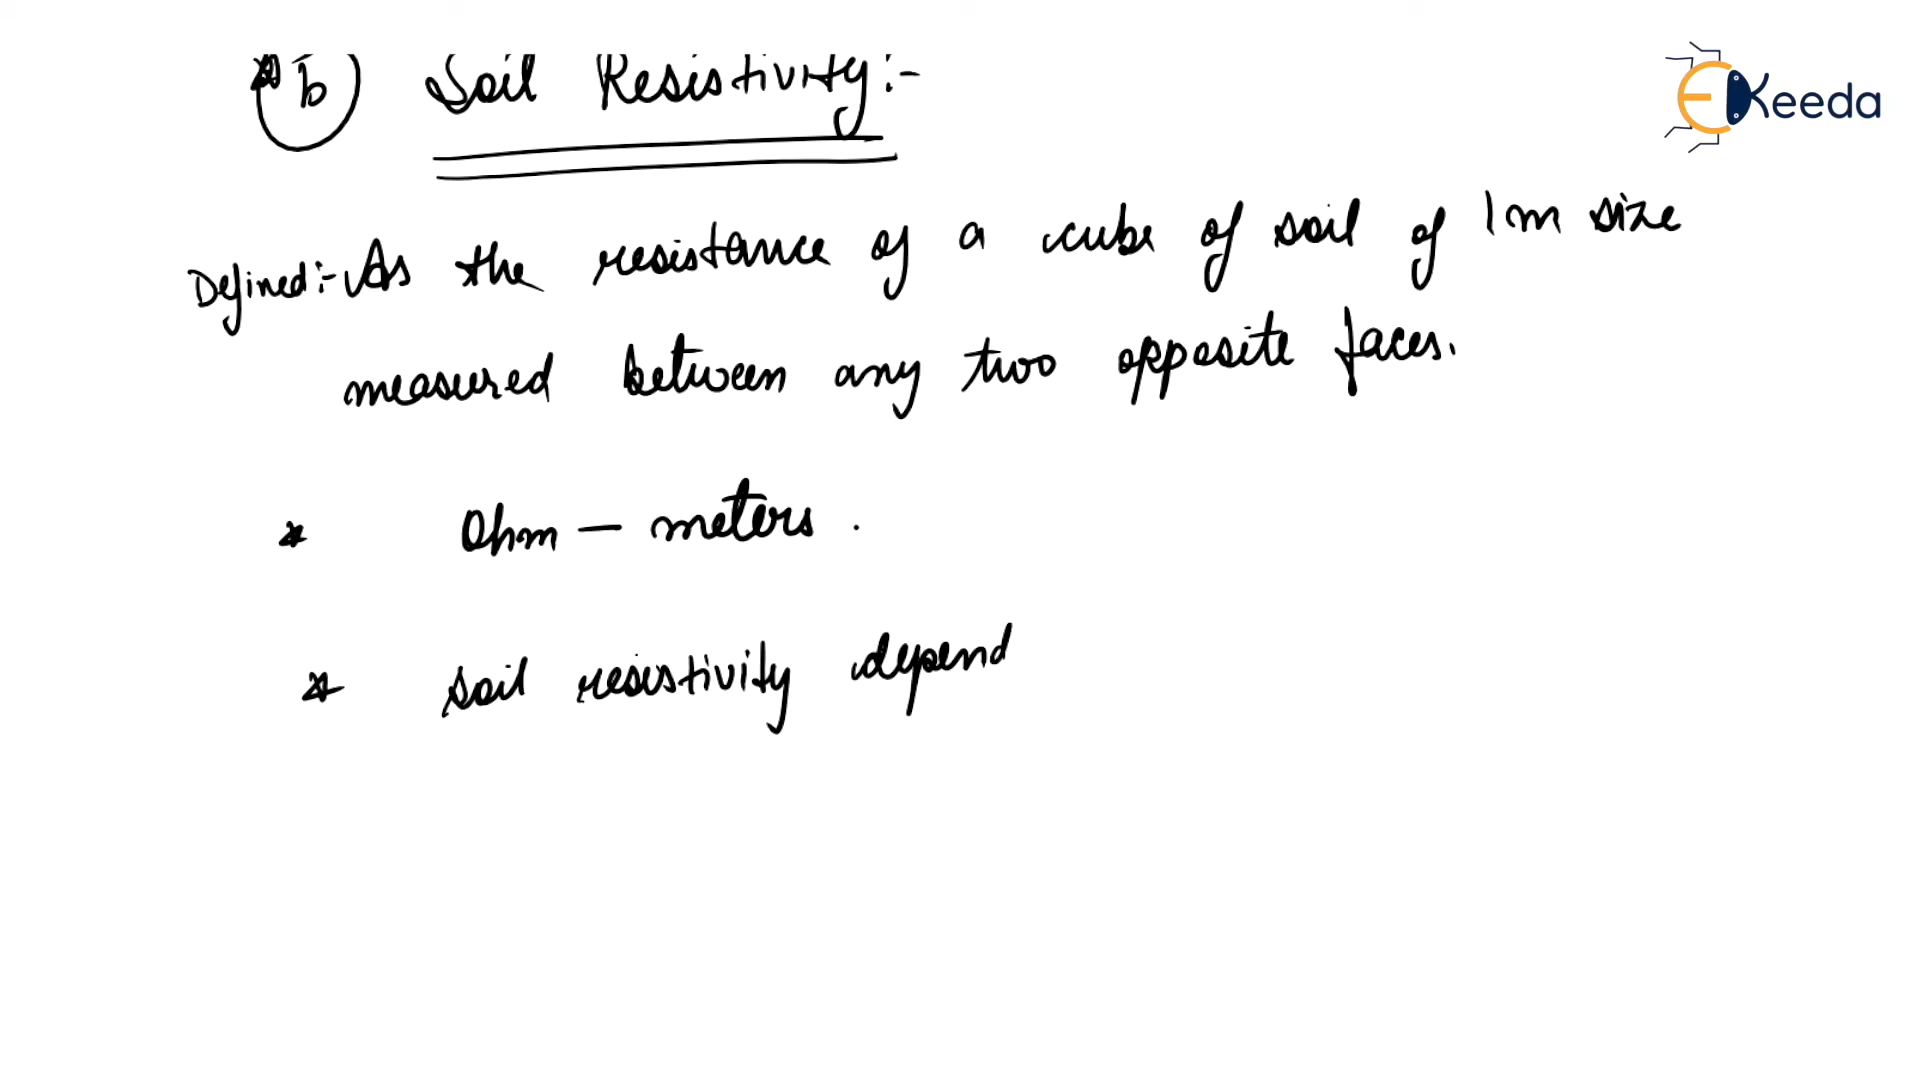 b Soil Resistivity:-
EKeeda
Defined:- As the resistance of a cube of soil of 1m size
measured between any two opposite faces.
* Ohm - meters.
* soil resistivity depend